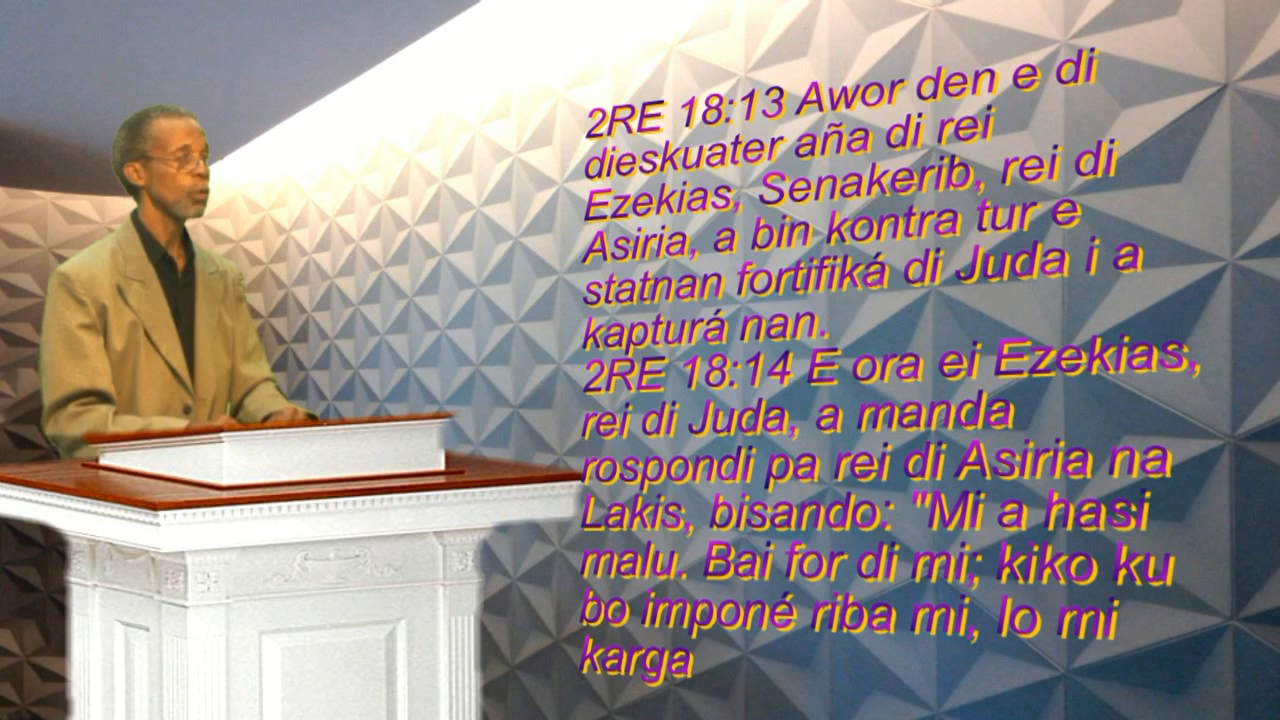 2RE 18:13 Awor den e di
dieskuater aña di rei
Ezekias, Senakerib, rei di
Asiria, a bin kontra tur e
statnan fortifiká di Juda i a
kapturá nan.
2RE 18:14 E ora ei Ezekias,
rei di Juda, a manda
rospondi pa rei di Asiria na
Lakis, bisando: "Mi a hasi
malu. Bai for di mi; kiko ku
bo imponé riba mi, lo mi
karga